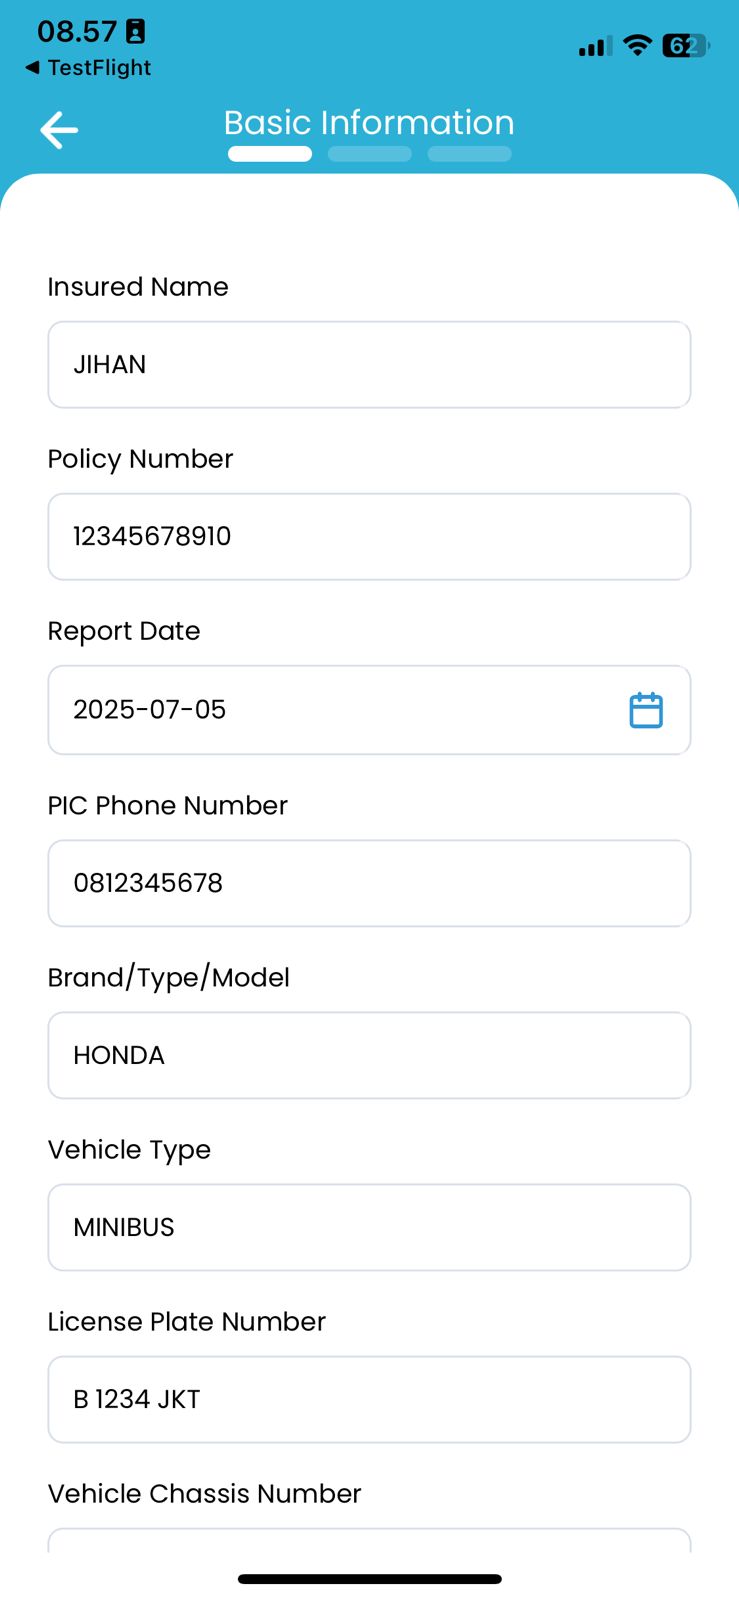 08.57
◀ TestFlight
62
Basic Information
Insured Name
JIHAN
Policy Number
12345678910
Report Date
2025-07-05
PIC Phone Number
0812345678
Brand/Type/Model
HONDA
Vehicle Type
MINIBUS
License Plate Number
B 1234 JKT
Vehicle Chassis Number